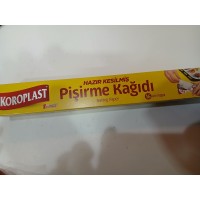 KOROPLAST
HAZIR KESİLMİŞ
Pişirme Kağıdı